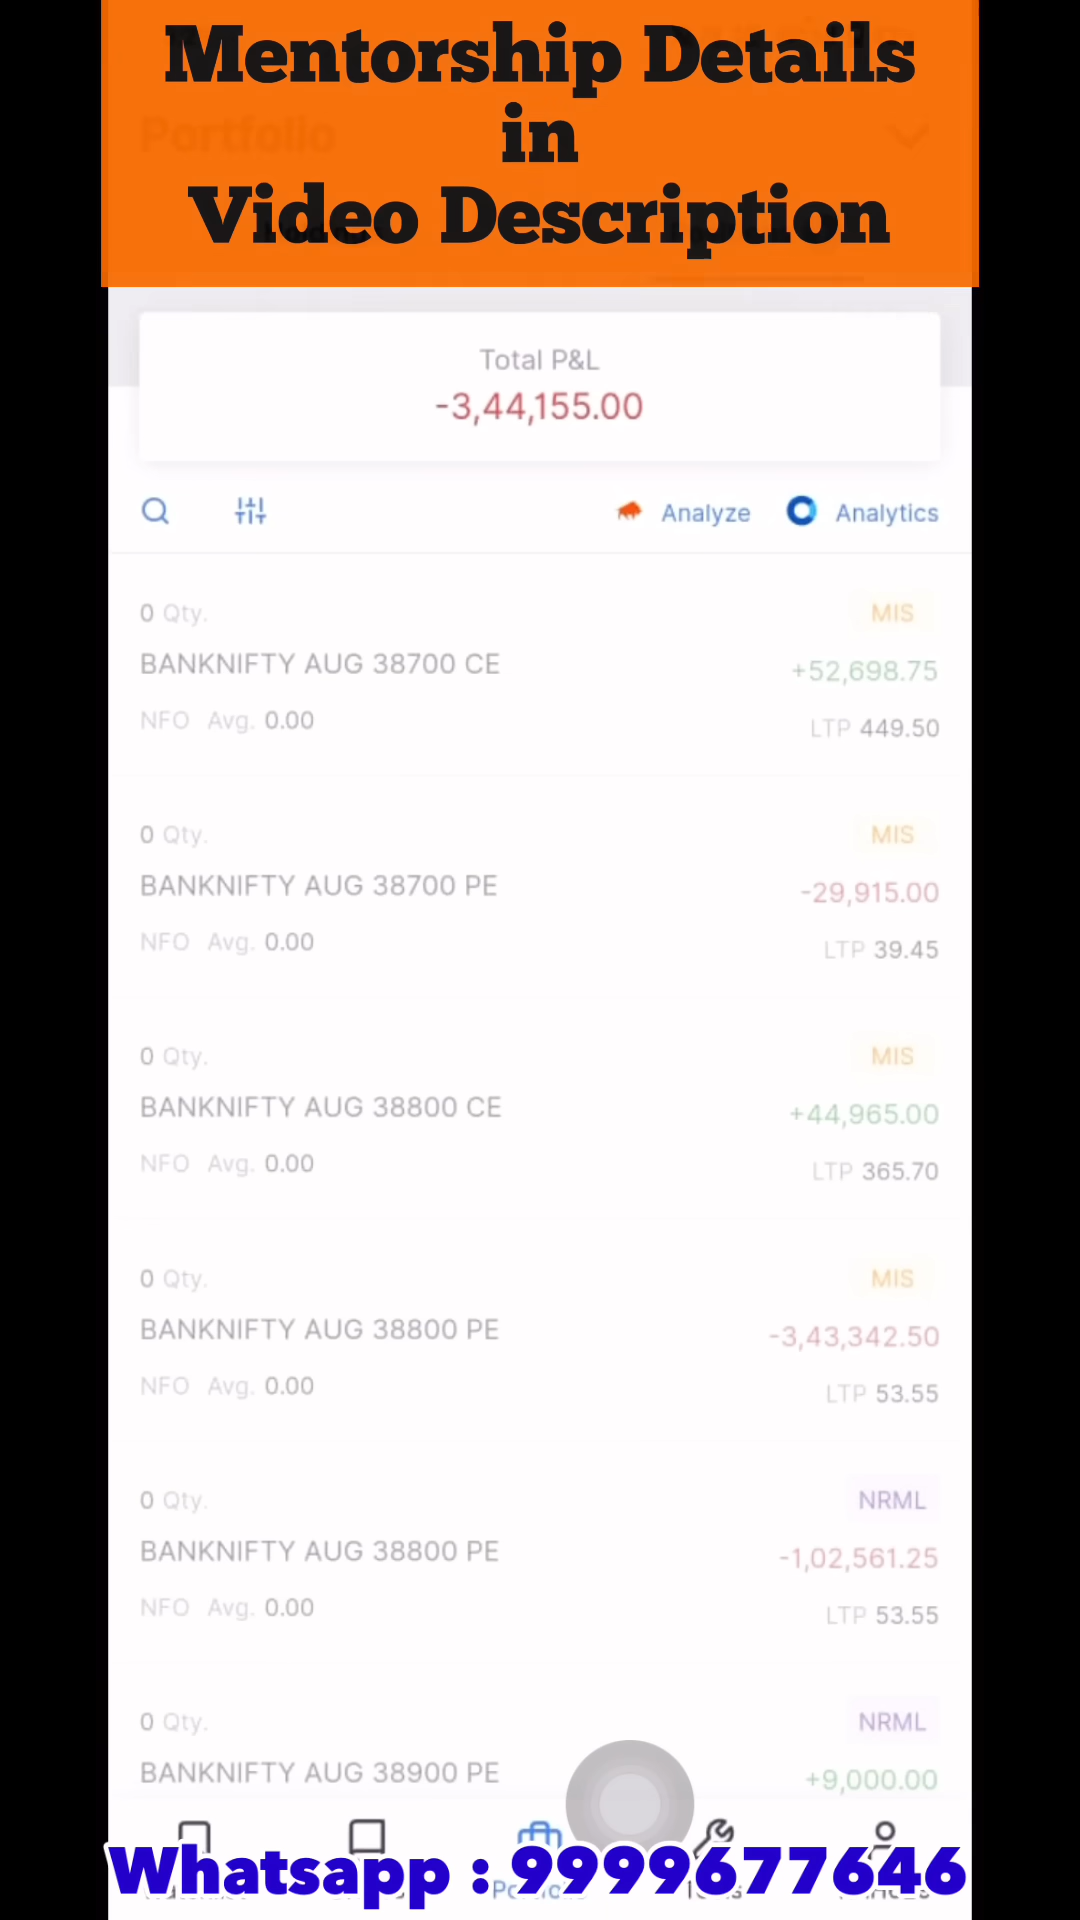 Mentorship Details
in
Video Description
Portfolio
Total P&L
-3,44,155.00
Analyze Analytics
0 Qty. MIS
BANKNIFTY AUG 38700 CE +52,698.75
NFO Avg. 0.00 LTP 449.50
0 Qty. MIS
BANKNIFTY AUG 38700 PE -29,915.00
NFO Avg. 0.00 LTP 39.45
0 Qty. MIS
BANKNIFTY AUG 38800 CE +44,965.00
NFO Avg. 0.00 LTP 365.70
0 Qty. MIS
BANKNIFTY AUG 38800 PE -3,43,342.50
NFO Avg. 0.00 LTP 53.55
0 Qty. NRML
BANKNIFTY AUG 38800 PE -1,02,561.25
NFO Avg. 0.00 LTP 53.55
0 Qty. NRML
BANKNIFTY AUG 38900 PE +9,000.00
Whatsapp : 9999677646